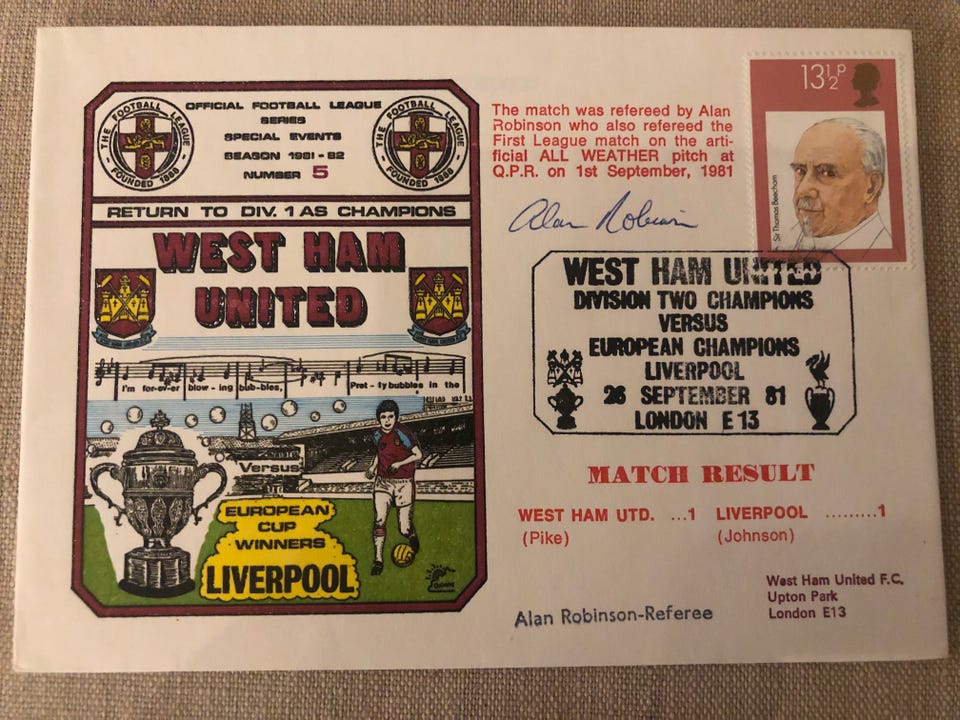 OFFICIAL FOOTBALL LEAGUE
SERIES
SPECIAL EVENTS
SEASON 1981-82
NUMBER 5
THE FOOTBALL LEAGUE
FOUNDED 1888
THE FOOTBALL LEAGUE
FOUNDED 1888
RETURN TO DIV. 1 AS CHAMPIONS
WEST HAM
UNITED
I'm for-ev-er blow-ing bub-bles, Pret-ty bubbles in the
Versus
EUROPEAN
CUP
WINNERS
LIVERPOOL
The match was refereed by Alan
Robinson who also refereed the
First League match on the arti-
ficial ALL WEATHER pitch at
Q.P.R. on 1st September, 1981
Alan Robinson
13½P
Sir Thomas Beecham
WEST HAM UNITED
DIVISION TWO CHAMPIONS
VERSUS
EUROPEAN CHAMPIONS
LIVERPOOL
26 SEPTEMBER 81
LONDON E13
MATCH RESULT
WEST HAM UTD. ...1 LIVERPOOL .........1
(Pike) (Johnson)
West Ham United F.C.
Upton Park
London E13
Alan Robinson-Referee